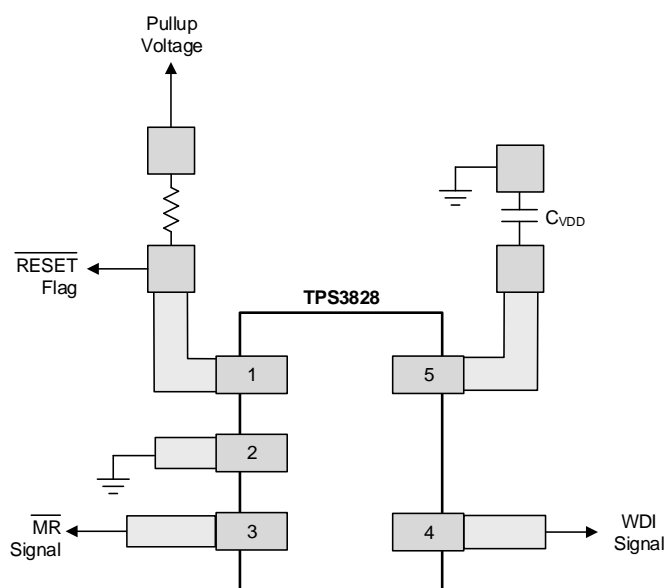 Pullup
Voltage
C_VDD
RESET
Flag
TPS3828
1
5
2
MR
Signal
3
4
WDI
Signal